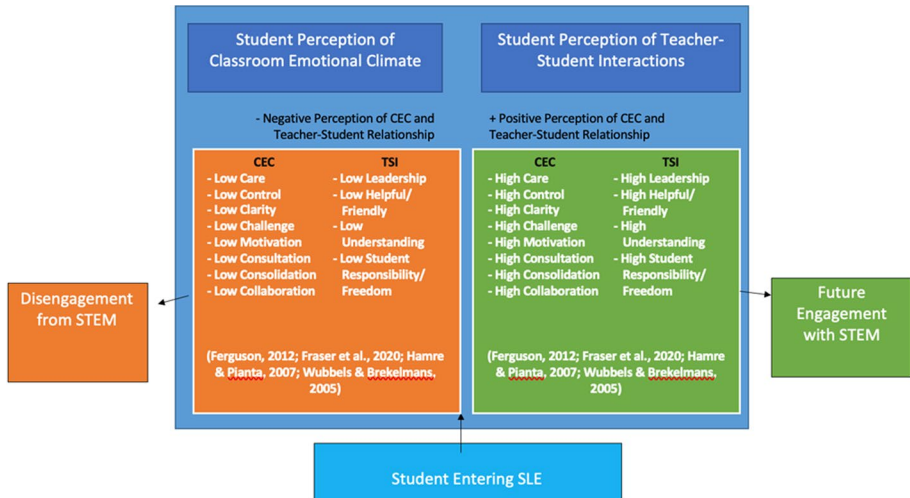 Student Perception of
Classroom Emotional Climate
Student Perception of Teacher-
Student Interactions
- Negative Perception of CEC and
Teacher-Student Relationship
+ Positive Perception of CEC and
Teacher-Student Relationship
CEC
- Low Care
- Low Control
- Low Clarity
- Low Challenge
- Low Motivation
- Low Consultation
- Low Consolidation
- Low Collaboration
TSI
- Low Leadership
- Low Helpful/
Friendly
- Low
Understanding
- Low Student
Responsibility/
Freedom
(Ferguson, 2012; Fraser et al., 2020; Hamre
& Pianta, 2007; Wubbels & Brekelmans,
2005)
CEC
- High Care
- High Control
- High Clarity
- High Challenge
- High Motivation
- High Consultation
- High Consolidation
- High Collaboration
TSI
- High Leadership
- High Helpful/
Friendly
- High
Understanding
- High Student
Responsibility/
Freedom
(Ferguson, 2012; Fraser et al., 2020; Hamre
& Pianta, 2007; Wubbels & Brekelmans,
2005)
Disengagement
from STEM
Future
Engagement
with STEM
Student Entering SLE